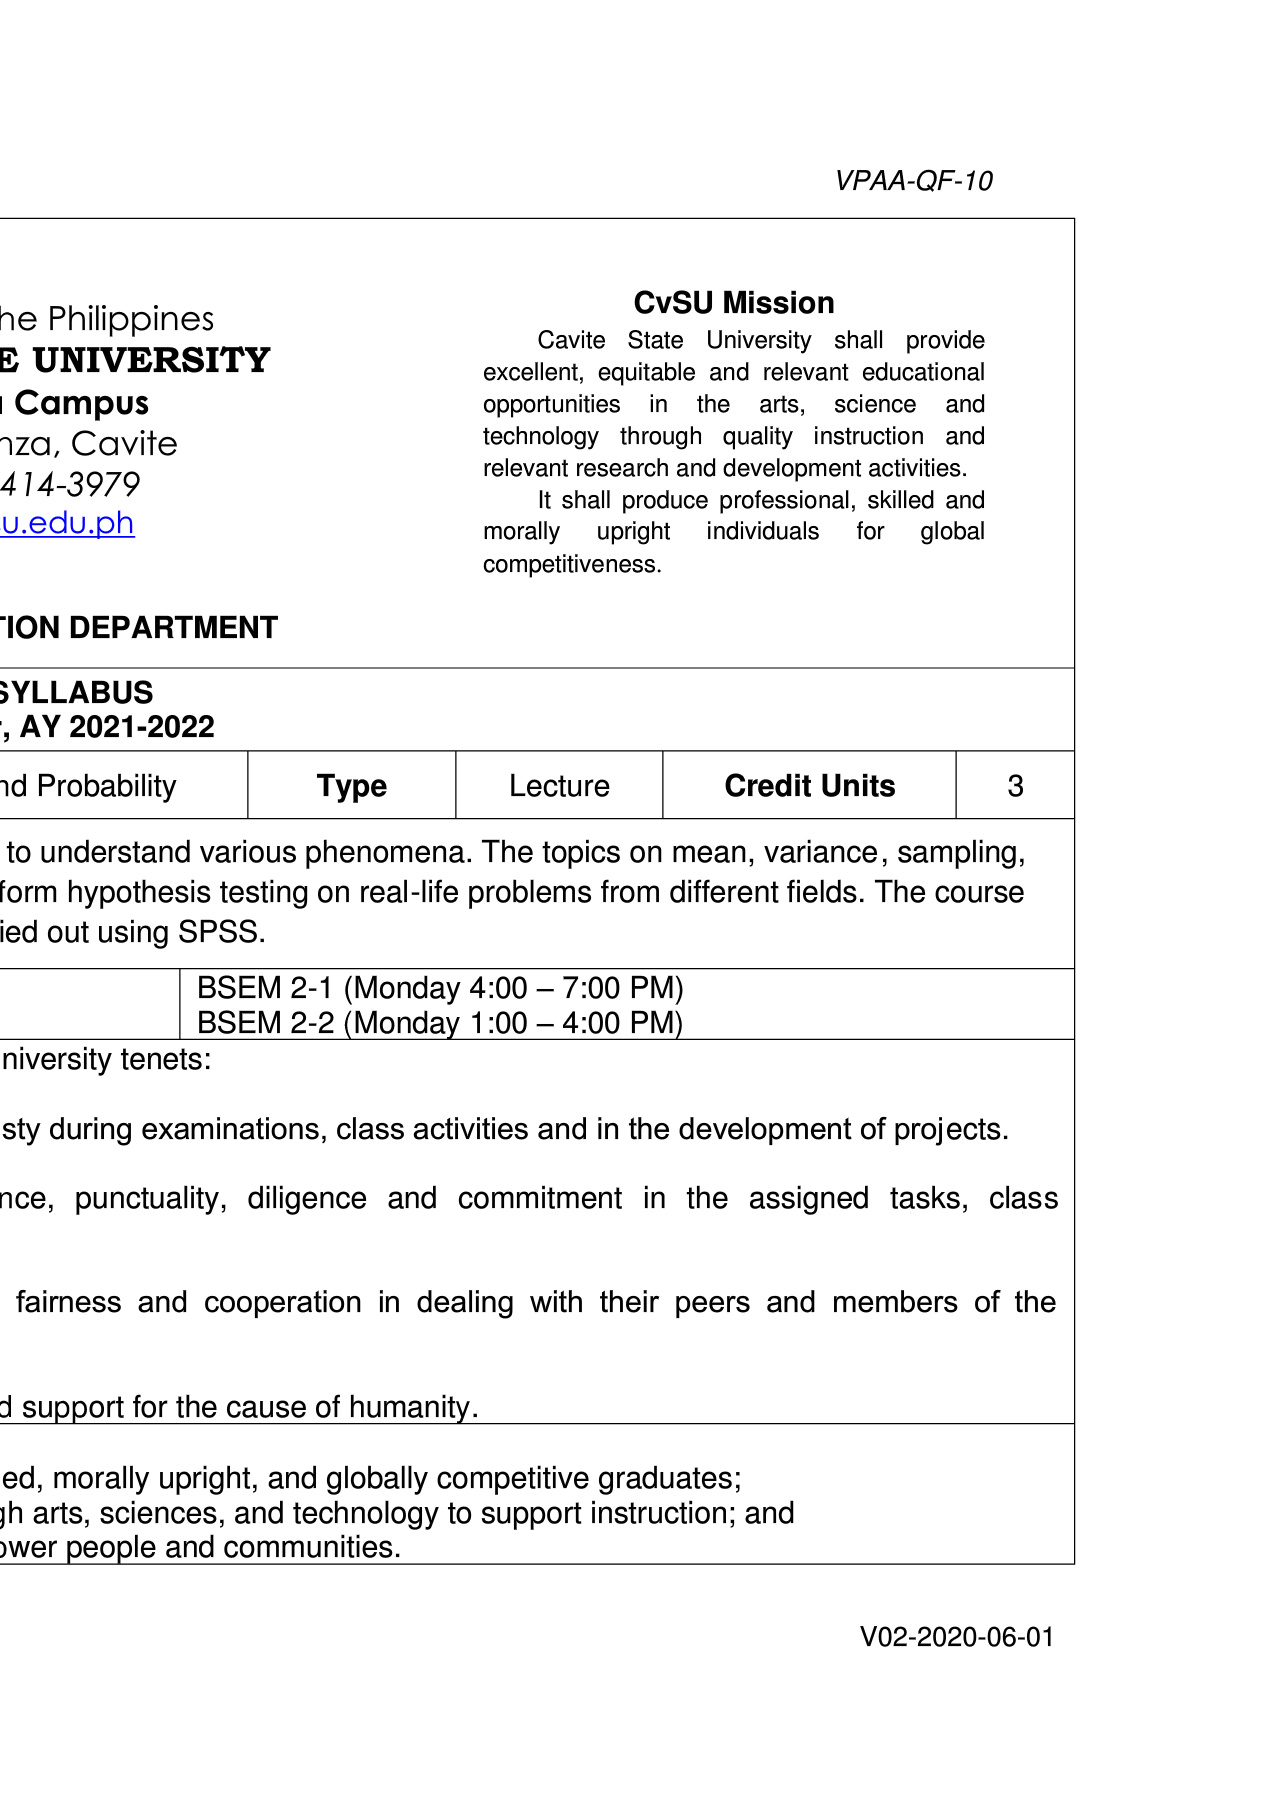 VPAA-QF-10
he Philippines
E UNIVERSITY
Campus
nza, Cavite
414-3979
su.edu.ph
CvSU Mission
Cavite State University shall provide
excellent, equitable and relevant educational
opportunities in the arts, science and
technology through quality instruction and
relevant research and development activities.
It shall produce professional, skilled and
morally upright individuals for global
competitiveness.
TION DEPARTMENT
SYLLABUS
, AY 2021-2022
nd Probability
Type
Lecture
Credit Units
3
to understand various phenomena. The topics on mean, variance, sampling,
form hypothesis testing on real-life problems from different fields. The course
ied out using SPSS.
BSEM 2-1 (Monday 4:00 – 7:00 PM)
BSEM 2-2 (Monday 1:00 – 4:00 PM)
niversity tenets:
sty during examinations, class activities and in the development of projects.
nce, punctuality, diligence and commitment in the assigned tasks, class
fairness and cooperation in dealing with their peers and members of the
d support for the cause of humanity.
ed, morally upright, and globally competitive graduates;
gh arts, sciences, and technology to support instruction; and
ower people and communities.
V02-2020-06-01